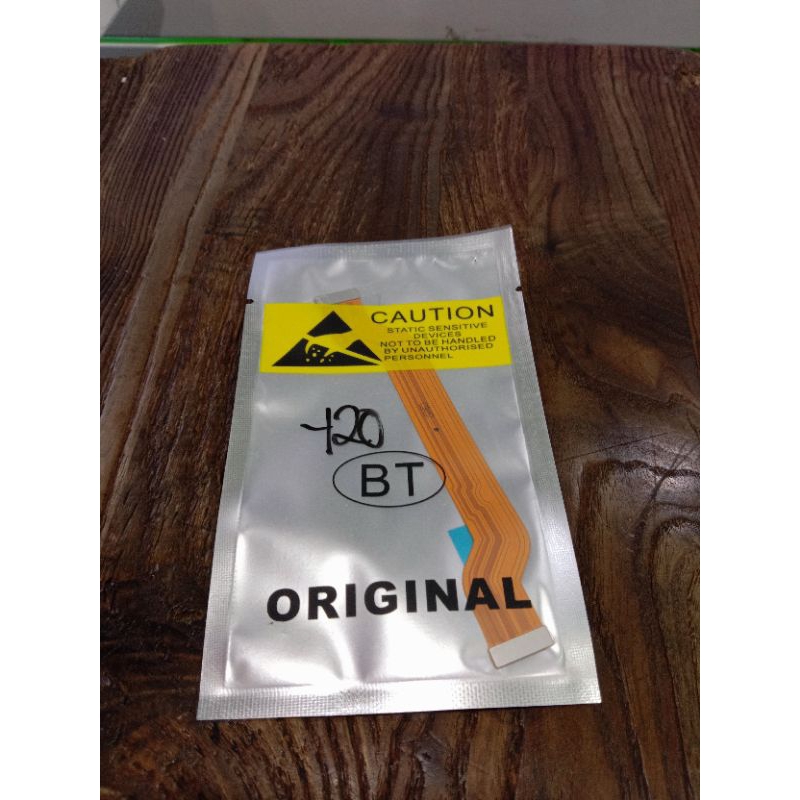 CAUTION
STATIC SENSITIVE
DEVICES
NOT TO BE HANDLED
BY UNAUTHORISED
PERSONNEL
Y20
BT
ORIGINAL